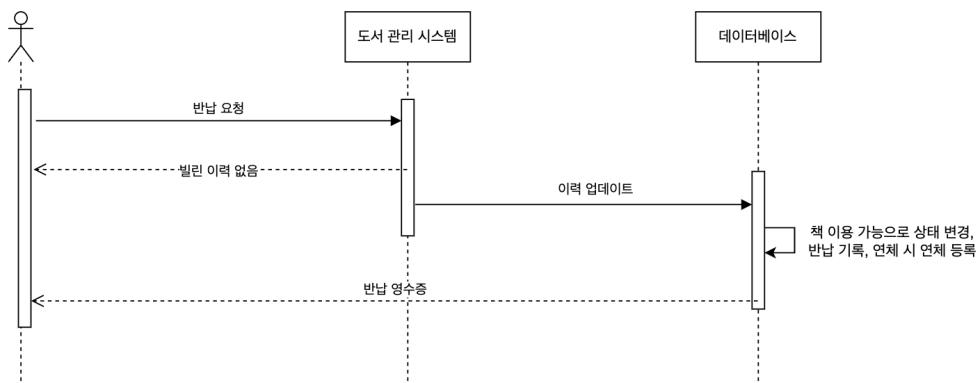 도서 관리 시스템
데이터베이스
반납 요청
빌린 이력 없음
이력 업데이트
책 이용 가능으로 상태 변경,
반납 기록, 연체 시 연체 등록
반납 영수증